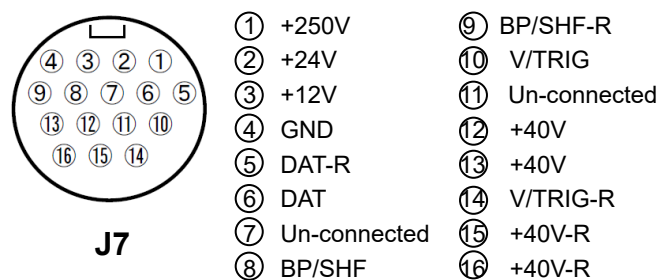 ④ ③ ② ①
⑨ ⑧ ⑦ ⑥ ⑤
⑬ ⑫ ⑪ ⑩
⑯ ⑮ ⑭
J7
① +250V
② +24V
③ +12V
④ GND
⑤ DAT-R
⑥ DAT
⑦ Un-connected
⑧ BP/SHF
⑨ BP/SHF-R
⑩ V/TRIG
⑪ Un-connected
⑫ +40V
⑬ +40V
⑭ V/TRIG-R
⑮ +40V-R
⑯ +40V-R